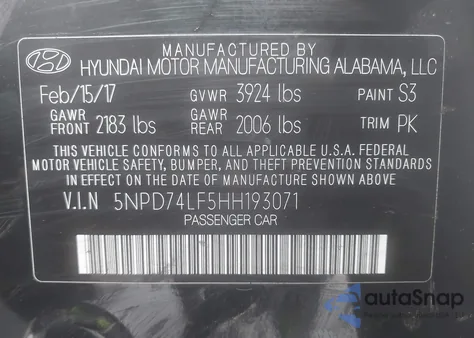 MANUFACTURED BY
HYUNDAI MOTOR MANUFACTURING ALABAMA, LLC
Feb/15/17 GVWR 3924 lbs PAINT S3
GAWR FRONT 2183 lbs GAWR REAR 2006 lbs TRIM PK
THIS VEHICLE CONFORMS TO ALL APPLICABLE U.S.A. FEDERAL
MOTOR VEHICLE SAFETY, BUMPER, AND THEFT PREVENTION STANDARDS
IN EFFECT ON THE DATE OF MANUFACTURE SHOWN ABOVE
V.I.N 5NPD74LF5HH193071
PASSENGER CAR
autoSnap